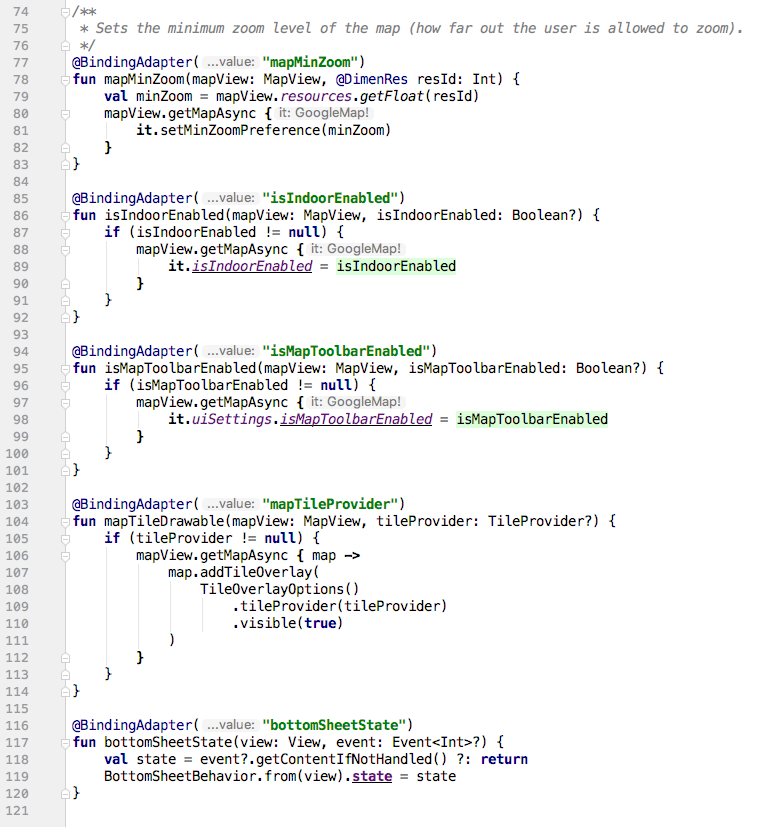 74 /**
75  * Sets the minimum zoom level of the map (how far out the user is allowed to zoom).
76  */
77 @BindingAdapter( ...value: "mapMinZoom")
78 fun mapMinZoom(mapView: MapView, @DimenRes resId: Int) {
79     val minZoom = mapView.resources.getFloat(resId)
80     mapView.getMapAsync { it: GoogleMap!
81         it.setMinZoomPreference(minZoom)
82     }
83 }
84
85 @BindingAdapter( ...value: "isIndoorEnabled")
86 fun isIndoorEnabled(mapView: MapView, isIndoorEnabled: Boolean?) {
87     if (isIndoorEnabled != null) {
88         mapView.getMapAsync { it: GoogleMap!
89             it.isIndoorEnabled = isIndoorEnabled
90         }
91     }
92 }
93
94 @BindingAdapter( ...value: "isMapToolbarEnabled")
95 fun isMapToolbarEnabled(mapView: MapView, isMapToolbarEnabled: Boolean?) {
96     if (isMapToolbarEnabled != null) {
97         mapView.getMapAsync { it: GoogleMap!
98             it.uiSettings.isMapToolbarEnabled = isMapToolbarEnabled
99         }
100     }
101 }
102
103 @BindingAdapter( ...value: "mapTileProvider")
104 fun mapTileDrawable(mapView: MapView, tileProvider: TileProvider?) {
105     if (tileProvider != null) {
106         mapView.getMapAsync { map ->
107             map.addTileOverlay(
108                 TileOverlayOptions()
109                     .tileProvider(tileProvider)
110                     .visible(true)
111             )
112         }
113     }
114 }
115
116 @BindingAdapter( ...value: "bottomSheetState")
117 fun bottomSheetState(view: View, event: Event<Int>?) {
118     val state = event?.getContentIfNotHandled() ?: return
119     BottomSheetBehavior.from(view).state = state
120 }
121